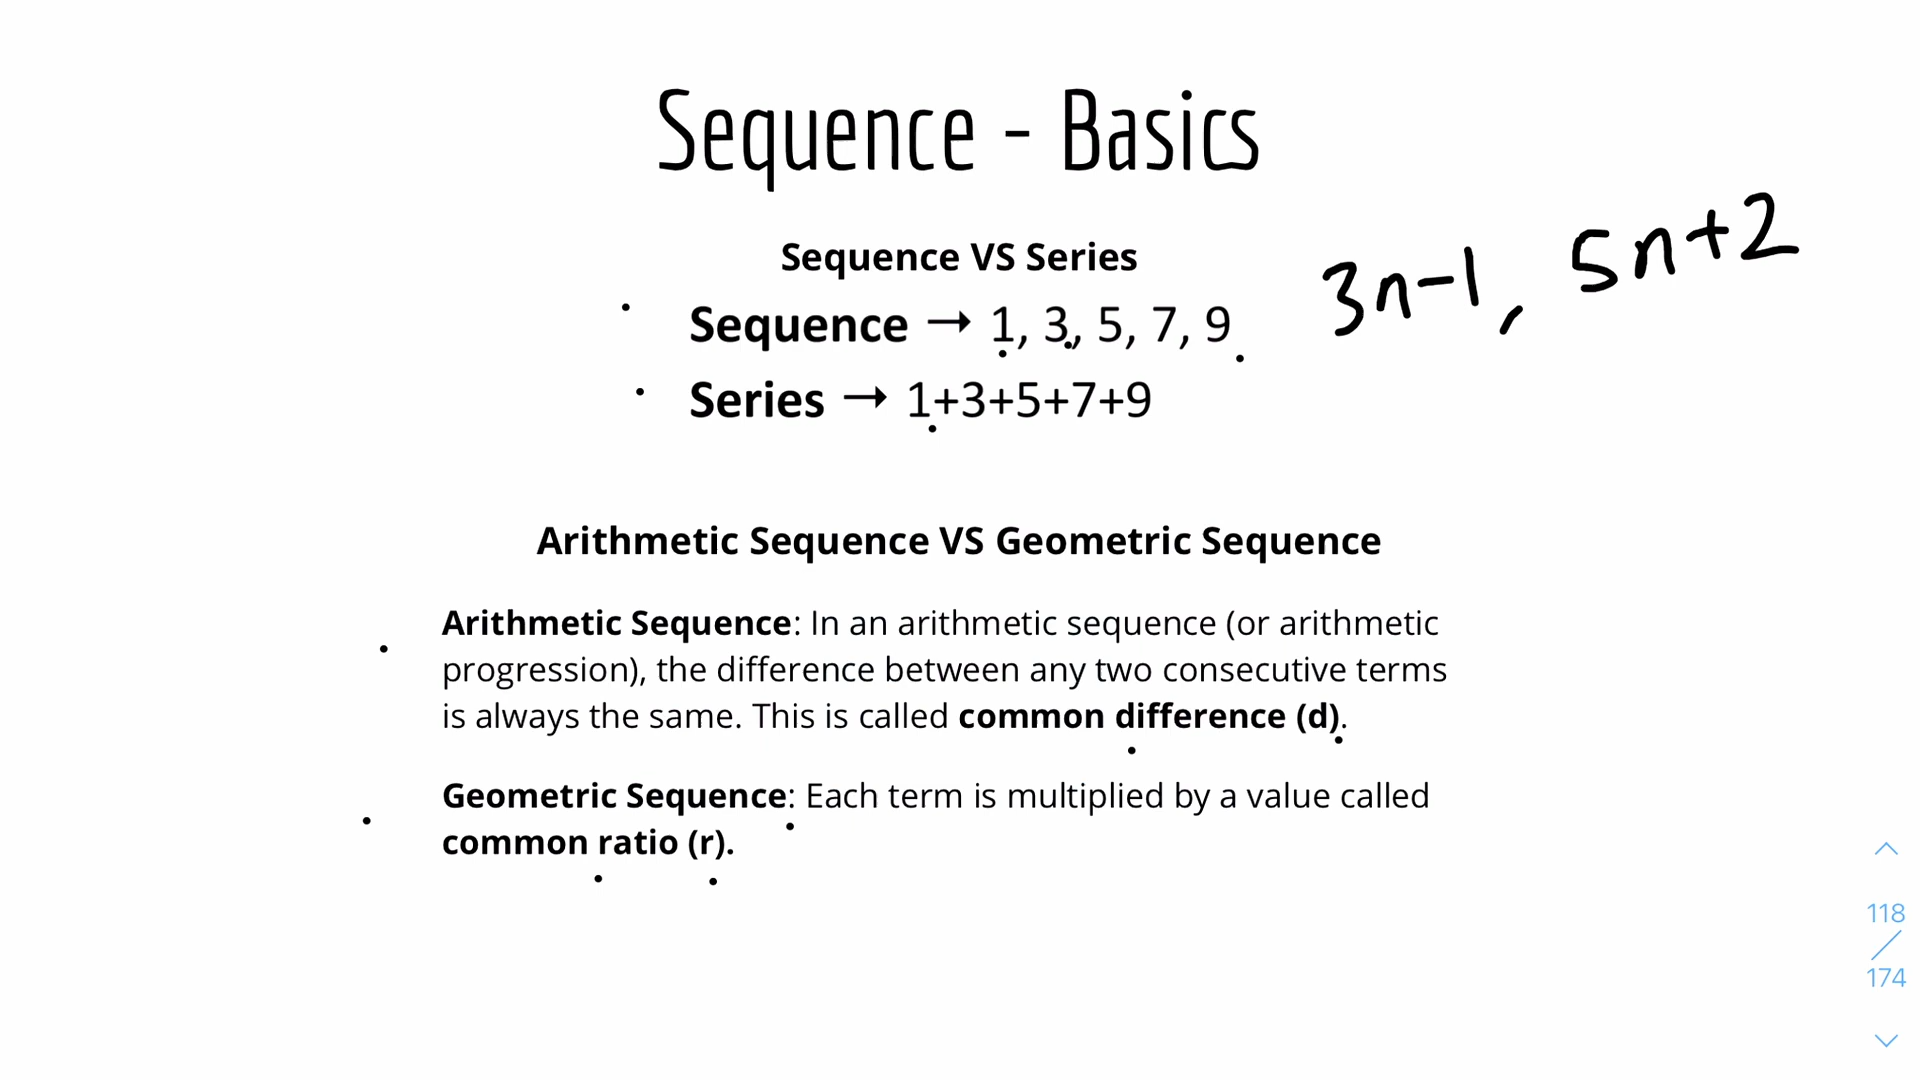 Sequence - Basics
Sequence VS Series
3n-1, 5n+2
Sequence → 1, 3, 5, 7, 9
Series → 1+3+5+7+9
Arithmetic Sequence VS Geometric Sequence
Arithmetic Sequence: In an arithmetic sequence (or arithmetic
progression), the difference between any two consecutive terms
is always the same. This is called common difference (d).
Geometric Sequence: Each term is multiplied by a value called
common ratio (r).
118
/
174